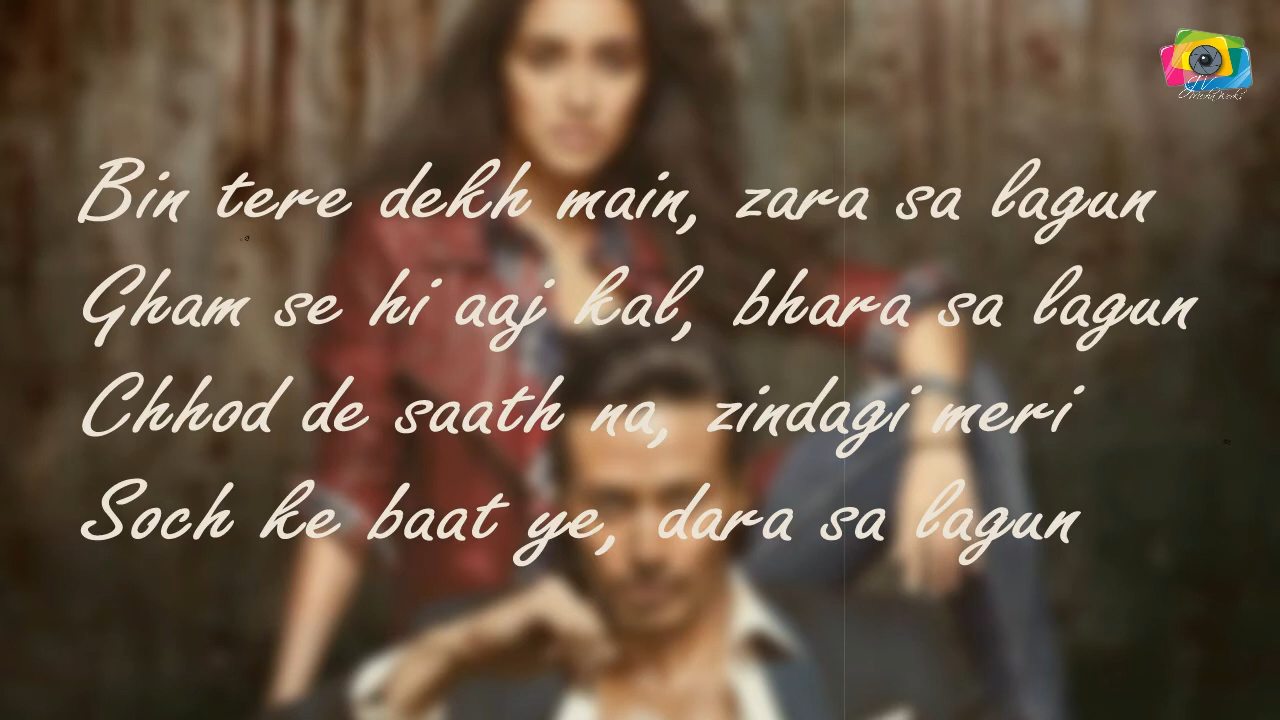 Bin tere dekh main, zara sa lagun
Gham se hi aaj kal, bhara sa lagun
Chhod de saath na, zindagi meri
Soch ke baat ye, dara sa lagun